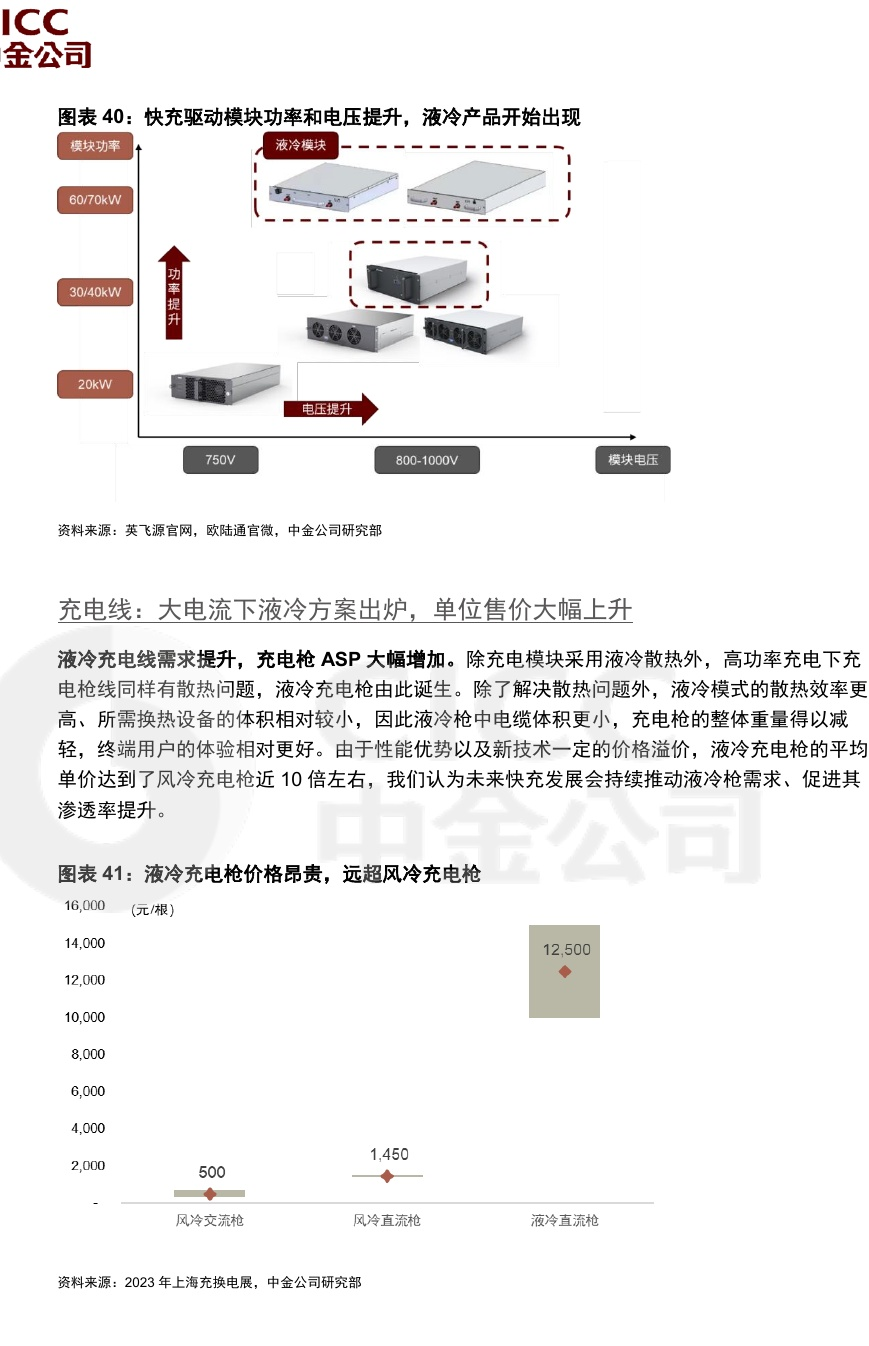 ICC
中金公司
图表 40：快充驱动模块功率和电压提升，液冷产品开始出现
模块功率
液冷模块
60/70kW
功率提升
30/40kW
20kW
电压提升
750V
800-1000V
模块电压
资料来源：英飞源官网，欧陆通官微，中金公司研究部
充电线：大电流下液冷方案出炉，单位售价大幅上升
液冷充电线需求提升，充电枪 ASP 大幅增加。除充电模块采用液冷散热外，高功率充电下充
电枪线同样有散热问题，液冷充电枪由此诞生。除了解决散热问题外，液冷模式的散热效率更
高、所需换热设备的体积相对较小，因此液冷枪中电缆体积更小，充电枪的整体重量得以减
轻，终端用户的体验相对更好。由于性能优势以及新技术一定的价格溢价，液冷充电枪的平均
单价达到了风冷充电枪近 10 倍左右，我们认为未来快充发展会持续推动液冷枪需求、促进其
渗透率提升。
CICC
中金公司
图表 41：液冷充电枪价格昂贵，远超风冷充电枪
16,000
(元/根)
14,000
12,500
12,000
10,000
8,000
6,000
4,000
1,450
2,000
500
-
风冷交流枪
风冷直流枪
液冷直流枪
资料来源：2023 年上海充换电展，中金公司研究部